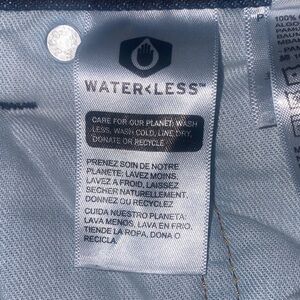 WATER<LESS™
CARE FOR OUR PLANET: WASH
LESS, WASH COLD, LINE DRY,
DONATE OR RECYCLE
PRENEZ SOIN DE NOTRE
PLANETE: LAVEZ MOINS,
LAVEZ A FROID, LAISSEZ
SECHER NATURELLEMENT,
DONNEZ OU RECYCLEZ
CUIDA NUESTRO PLANETA:
LAVA MENOS, LAVA EN FRIO,
TIENDE LA ROPA, DONA O
RECICLA.
100%